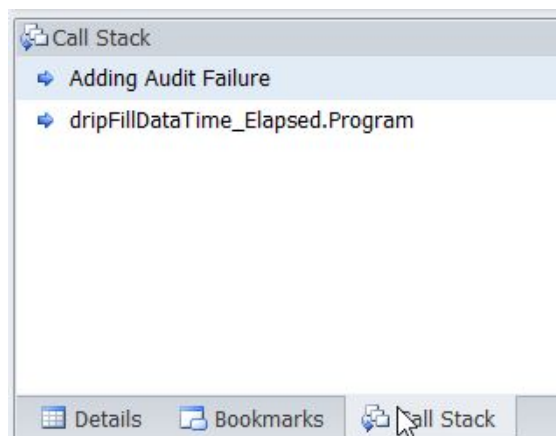 Call Stack
Adding Audit Failure
dripFillDataTime_Elapsed.Program
Details Bookmarks Call Stack